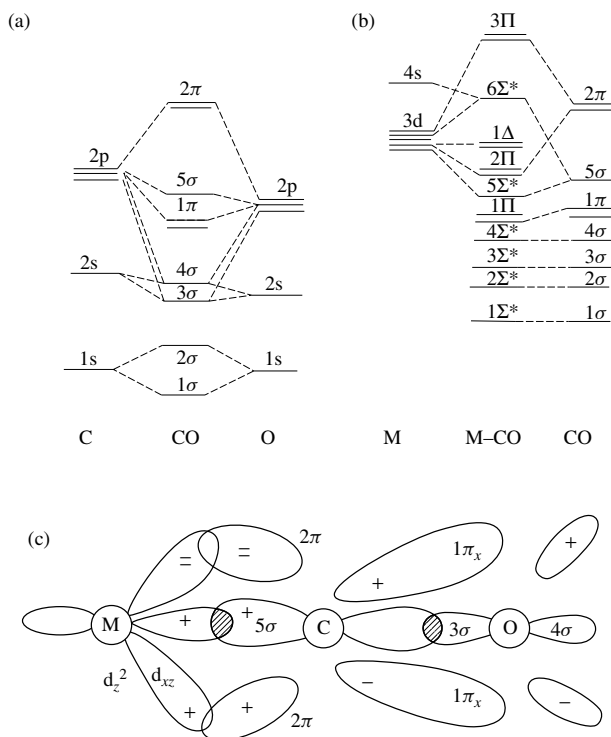 (a)
2π
2p
5σ
2p
1π
2s
4σ
3σ
2s
1s
2σ
1s
1σ
C CO O
(b)
3Π
4s
6Σ*
2π
3d
1Δ
2Π
5Σ*
5σ
1Π
1π
4Σ*
4σ
3Σ*
3σ
2Σ*
2σ
1Σ*
1σ
M M–CO CO
(c)
2π
=
=
1πx
+
+
M
+
+
5σ
C
3σ
O
4σ
dz2
dxz
+
+
2π
−
1πx
−